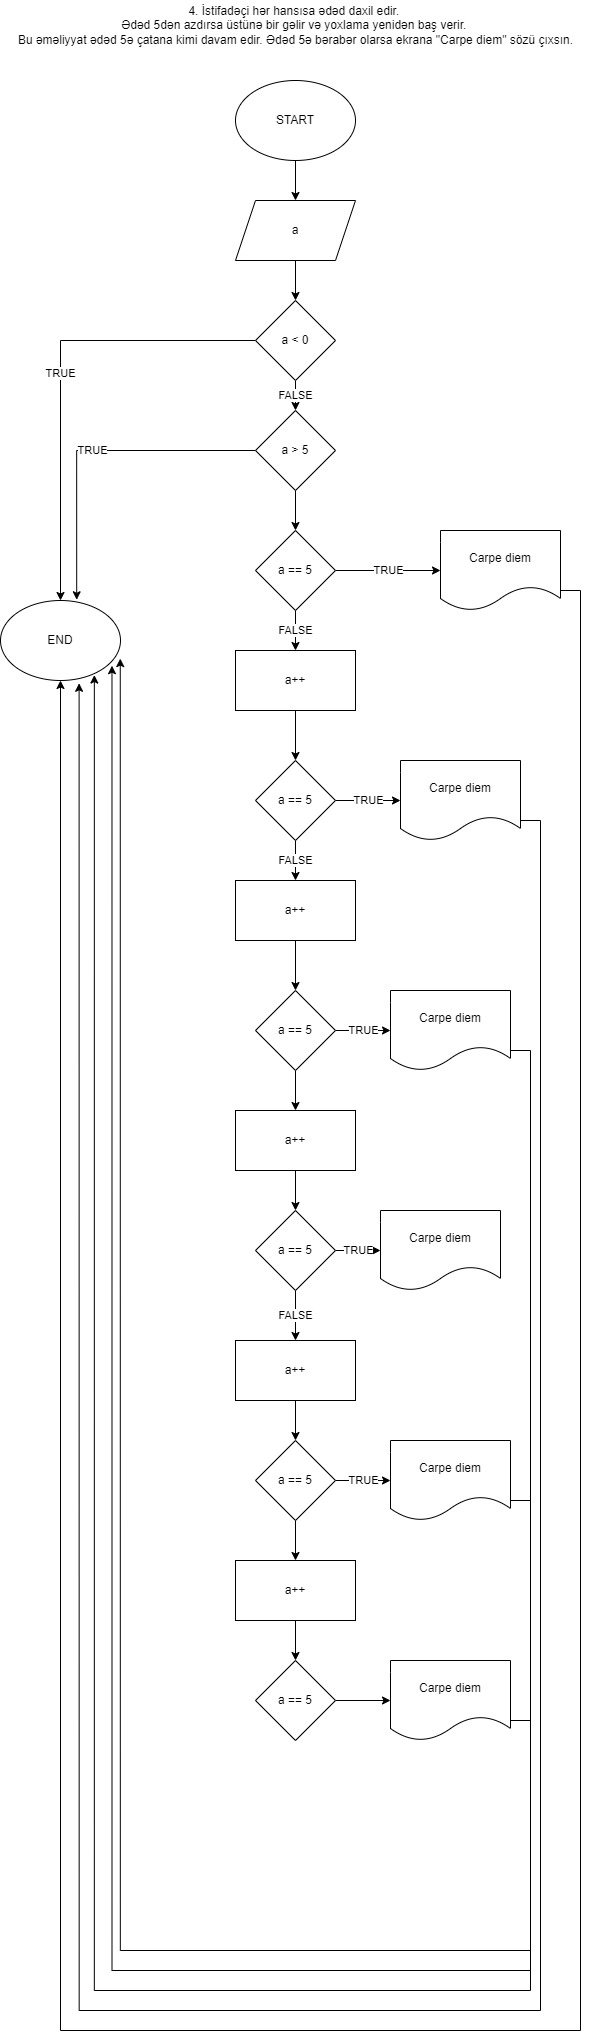 4. İstifadəçi hər hansısa ədəd daxil edir.
Ədəd 5dən azdırsa üstünə bir gəlir və yoxlama yenidən baş verir.
Bu əməliyyat ədəd 5ə çatana kimi davam edir. Ədəd 5ə bərabər olarsa ekrana "Carpe diem" sözü çıxsın.
START
a
a < 0
TRUE
FALSE
a > 5
TRUE
a == 5
TRUE
Carpe diem
END
FALSE
a++
a == 5
TRUE
Carpe diem
FALSE
a++
a == 5
TRUE
Carpe diem
a++
a == 5
TRUE
Carpe diem
FALSE
a++
a == 5
TRUE
Carpe diem
a++
a == 5
Carpe diem